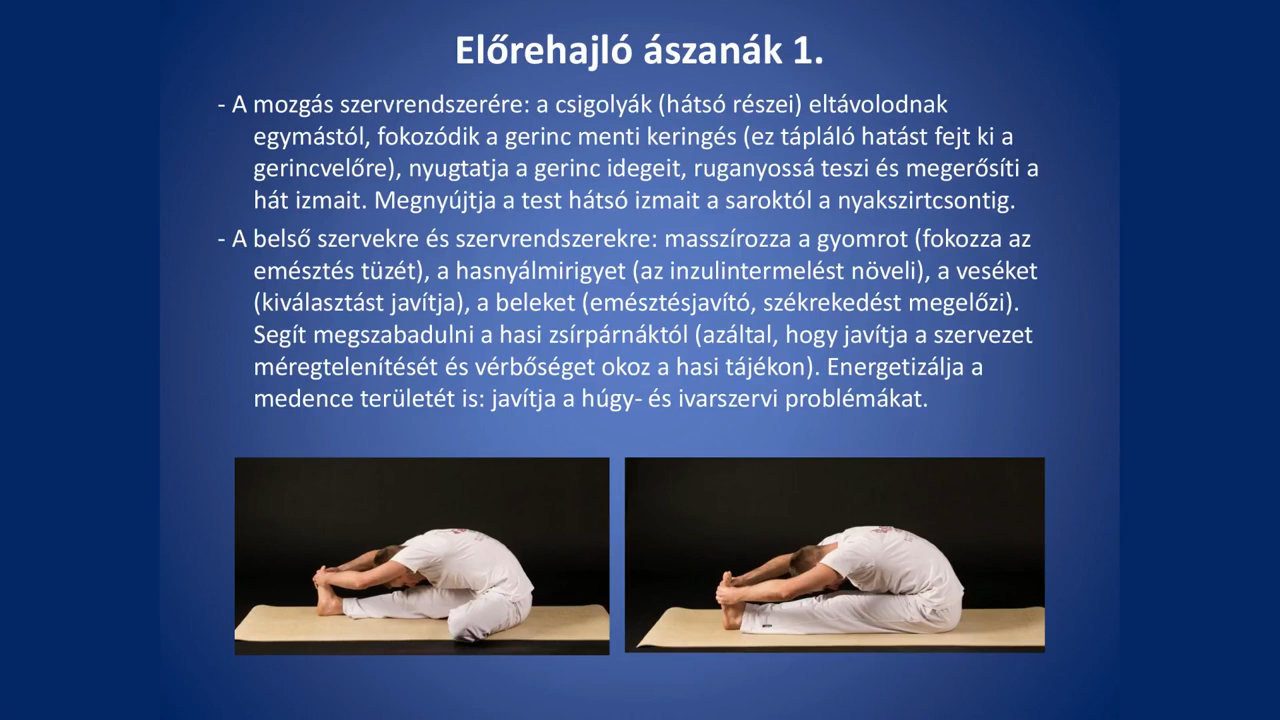 Előrehajló ászanák 1.
- A mozgás szervrendszerére: a csigolyák (hátsó részei) eltávolodnak
egymástól, fokozódik a gerinc menti keringés (ez tápláló hatást fejt ki a
gerincvelőre), nyugtatja a gerinc idegeit, ruganyossá teszi és megerősíti a
hát izmait. Megnyújtja a test hátsó izmait a saroktól a nyakszirtcsontig.
- A belső szervekre és szervrendszerekre: masszírozza a gyomrot (fokozza az
emésztés tüzét), a hasnyálmirigyet (az inzulintermelést növeli), a veséket
(kiválasztást javítja), a beleket (emésztésjavító, székrekedést megelőzi).
Segít megszabadulni a hasi zsírpárnáktól (azáltal, hogy javítja a szervezet
méregtelenítését és vérbőséget okoz a hasi tájékon). Energetizálja a
medence területét is: javítja a húgy- és ivarszervi problémákat.